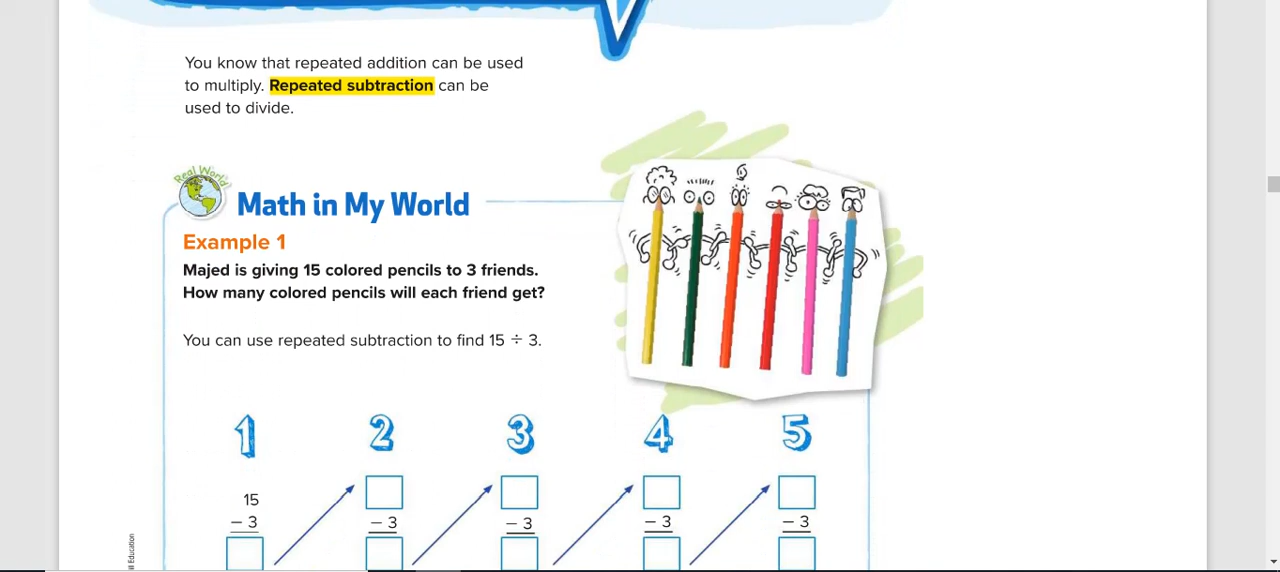 You know that repeated addition can be used
to multiply. Repeated subtraction can be
used to divide.
Real World
Math in My World
Example 1
Majed is giving 15 colored pencils to 3 friends.
How many colored pencils will each friend get?
You can use repeated subtraction to find 15 ÷ 3.
1 2 3 4 5
15
− 3 − 3 − 3 − 3 − 3
ill Education